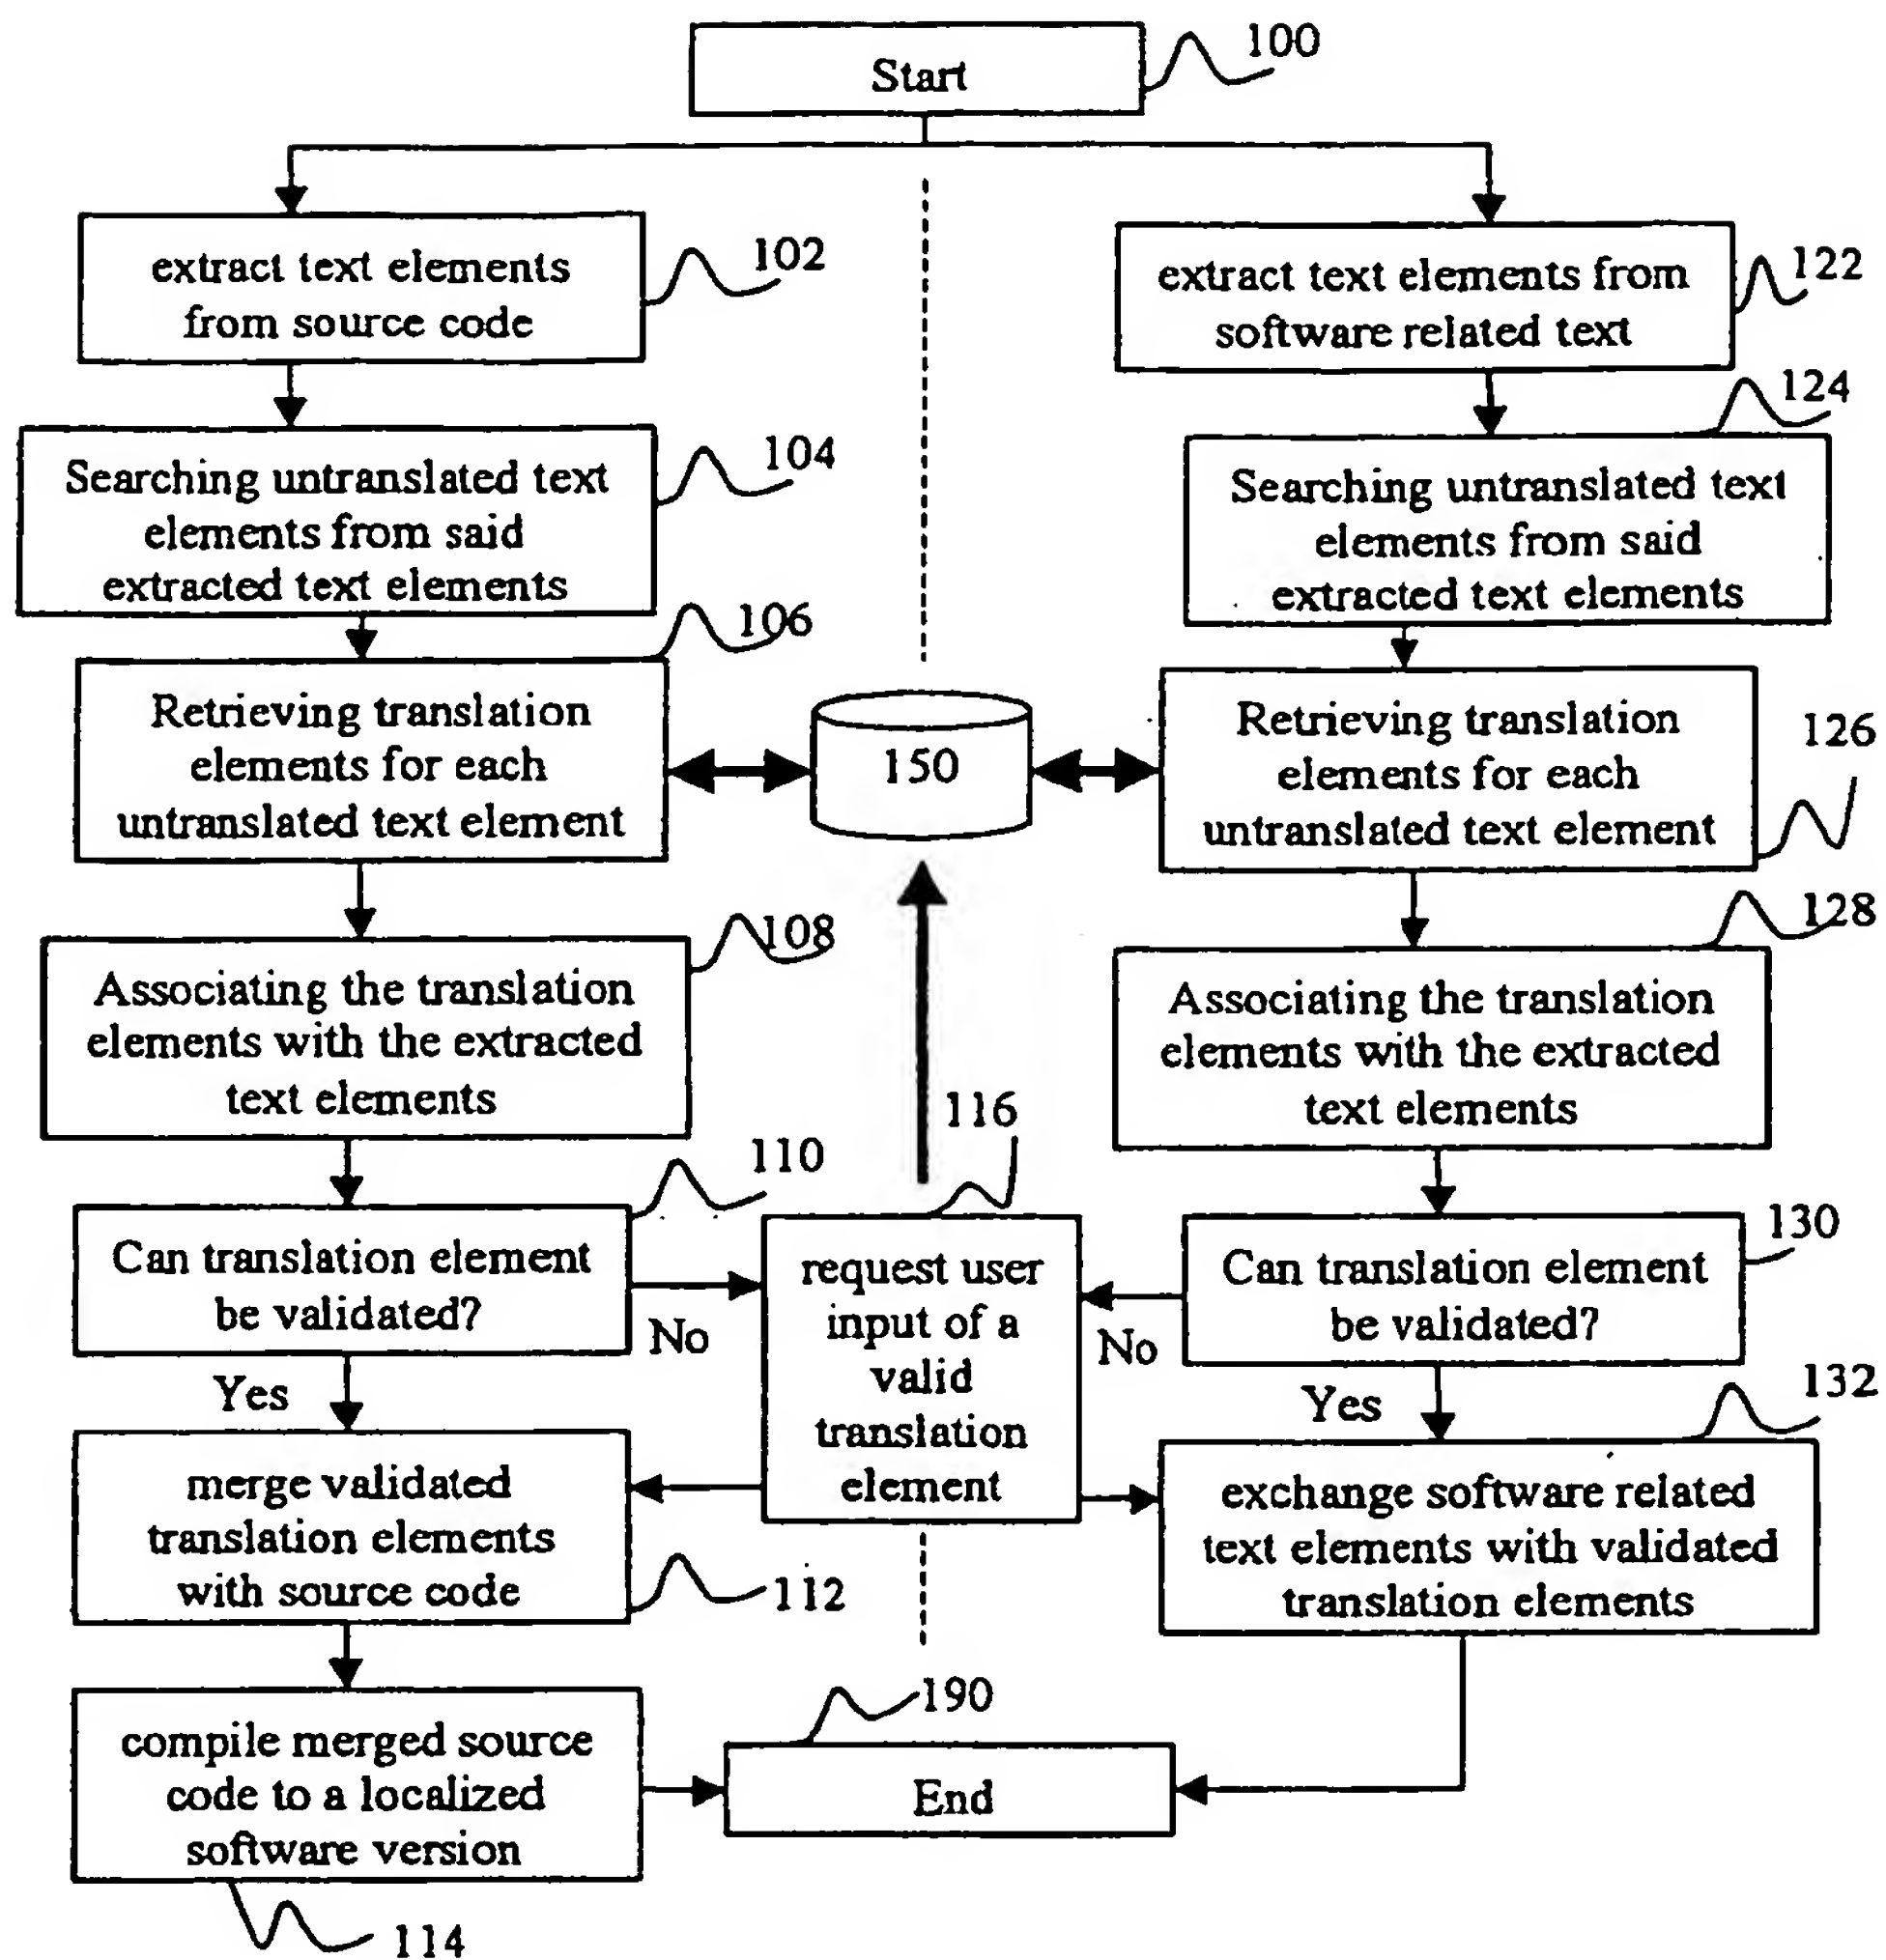 Start
100
extract text elements
from source code
102
extract text elements from
software related text
122
Searching untranslated text
elements from said
extracted text elements
104
Searching untranslated text
elements from said
extracted text elements
124
Retrieving translation
elements for each
untranslated text element
106
150
Retrieving translation
elements for each
untranslated text element
126
Associating the translation
elements with the extracted
text elements
108
Associating the translation
elements with the extracted
text elements
128
Can translation element
be validated?
110
No
Yes
request user
input of a
valid
translation
element
116
Can translation element
be validated?
130
No
Yes
merge validated
translation elements
with source code
112
exchange software related
text elements with validated
translation elements
132
compile merged source
code to a localized
software version
114
End
190